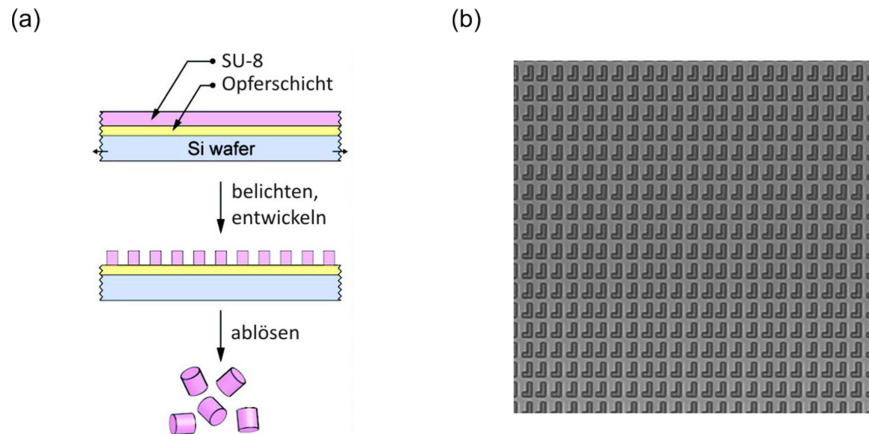 (a)
(b)
SU-8
Opferschicht
Si wafer
belichten,
entwickeln
ablösen